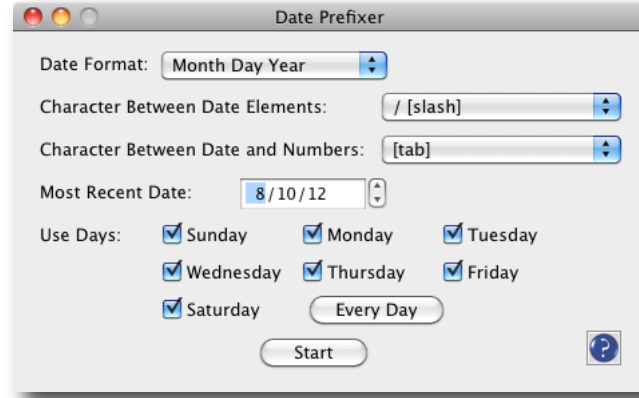 Date Prefixer
Date Format: Month Day Year
Character Between Date Elements: / [slash]
Character Between Date and Numbers: [tab]
Most Recent Date: 8/10/12
Use Days: Sunday Monday Tuesday
Wednesday Thursday Friday
Saturday Every Day
Start
?